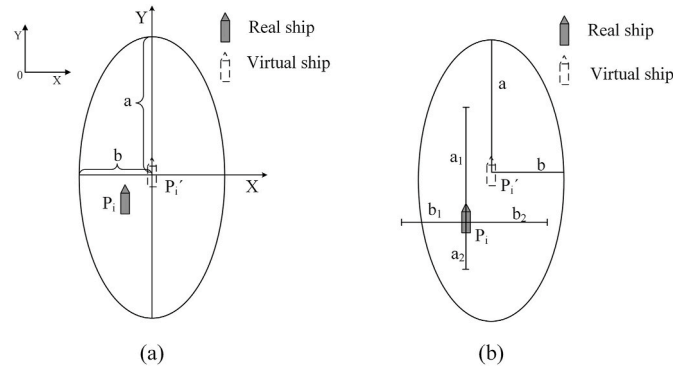 Y
0
X
Y
Real ship
Virtual ship
a
b
X
Pi´
Pi
(a)
Real ship
Virtual ship
a
a1
b
Pi´
b1
b2
Pi
a2
(b)